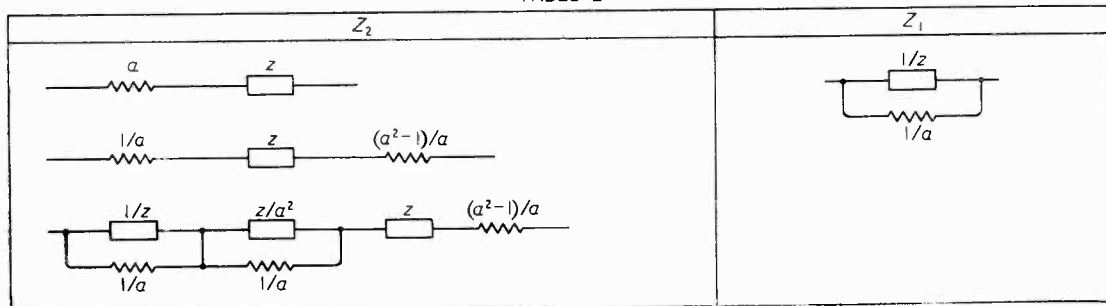 Z₂ Z₁
a z
1/z
1/a
1/a z (a²−1)/a
1/z z/a² z (a²−1)/a
1/a 1/a